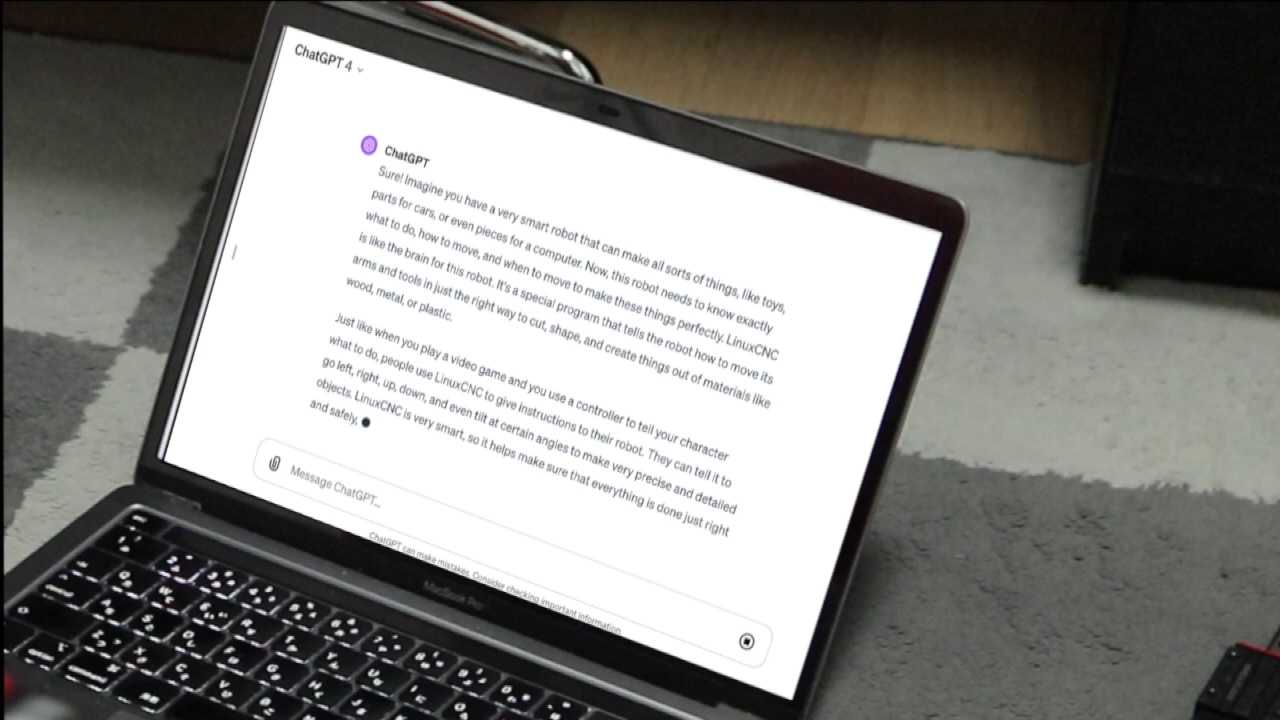 ChatGPT 4
ChatGPT
Sure! Imagine you have a very smart robot that can make all sorts of things, like toys,
parts for cars, or even pieces for a computer. Now, this robot needs to know exactly
what to do, how to move, and when to move to make these things perfectly. LinuxCNC
is like the brain for this robot. It's a special program that tells the robot how to move its
arms and tools in just the right way to cut, shape, and create things out of materials like
wood, metal, or plastic.
Just like when you play a video game and you use a controller to tell your character
what to do, people use LinuxCNC to give instructions to their robot. They can tell it to
go left, right, up, down, and even tilt at certain angles to make very precise and detailed
objects. LinuxCNC is very smart, so it helps make sure that everything is done just right
and safely,
Message ChatGPT...
ChatGPT can make mistakes. Consider checking important information.
MacBook Pro